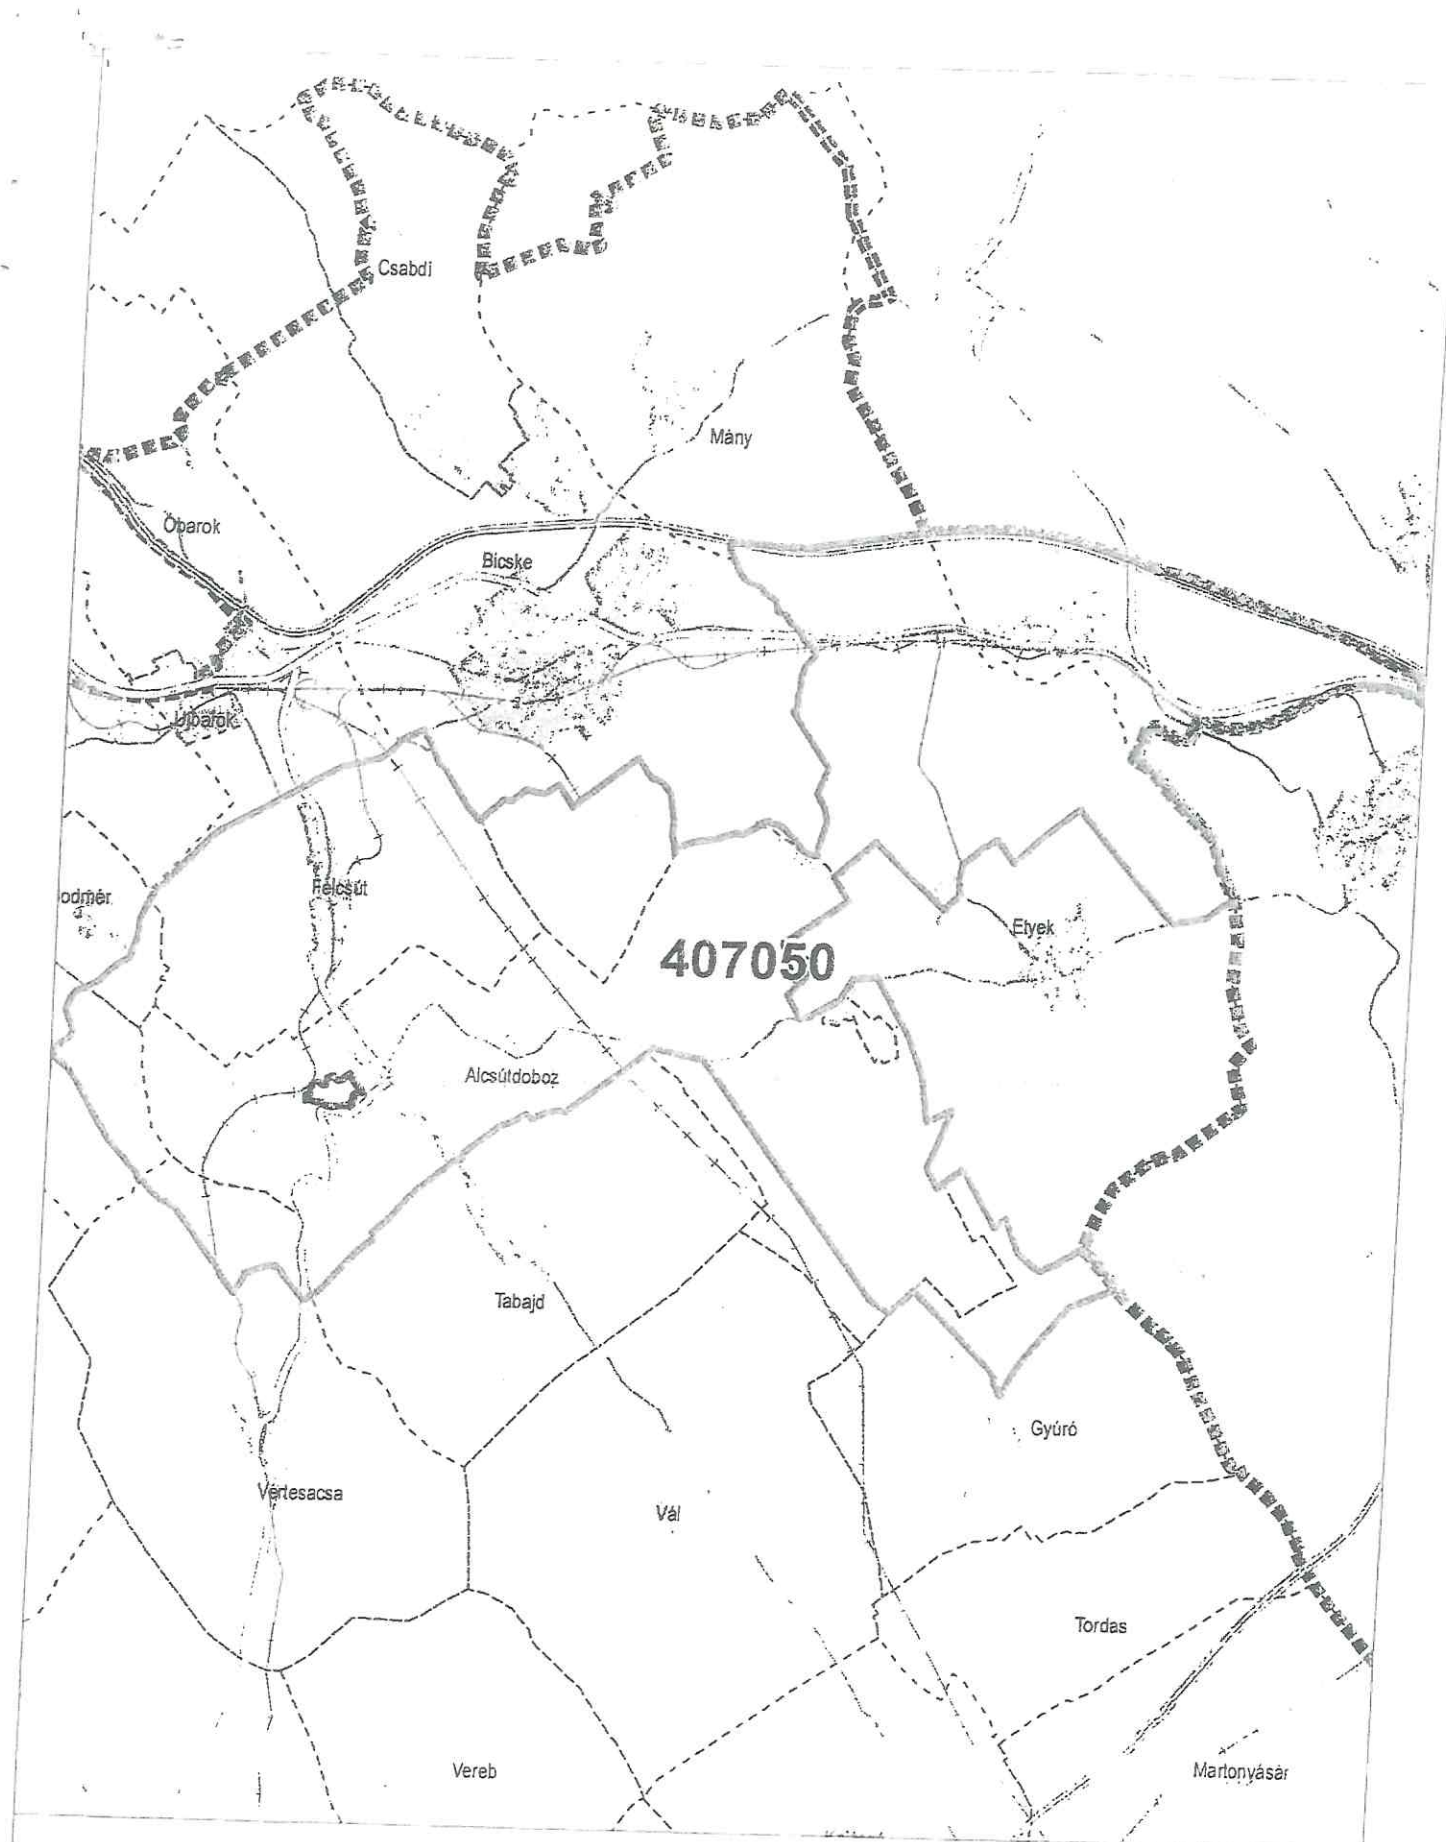 Csabdi
Mány
Óbarok
Bicske
Újbarok
Felcsút
odmér
Etyek
407050
Alcsútdoboz
Tabajd
Gyúró
Vértesacsa
Vál
Tordas
Vereb
Martonvásár